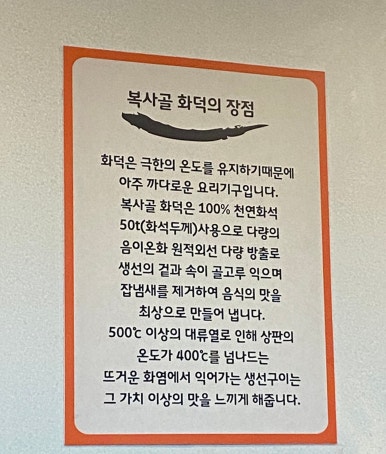 복사골 화덕의 장점
화덕은 극한의 온도를 유지하기때문에
아주 까다로운 요리기구입니다.
복사골 화덕은 100% 천연화석
50t(화석두께)사용으로 다량의
음이온화 원적외선 다량 방출로
생선의 겉과 속이 골고루 익으며
잡냄새를 제거하여 음식의 맛을
최상으로 만들어 냅니다.
500℃ 이상의 대류열로 인해 상판의
온도가 400℃를 넘나드는
뜨거운 화염에서 익어가는 생선구이는
그 가치 이상의 맛을 느끼게 해줍니다.